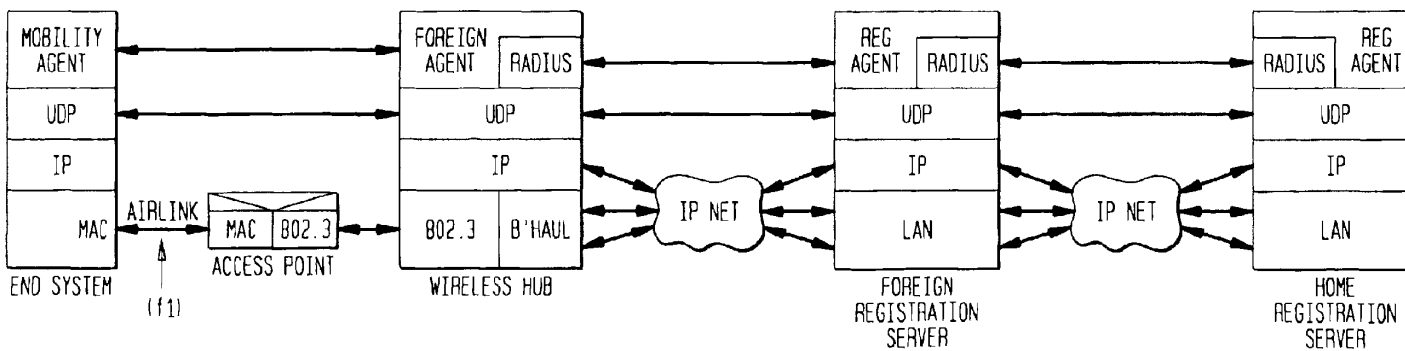 MOBILITY
AGENT
UDP
IP
MAC
END SYSTEM
AIRLINK
(f1)
MAC
802.3
ACCESS POINT
FOREIGN
AGENT
RADIUS
UDP
IP
802.3
B'HAUL
WIRELESS HUB
IP NET
REG
AGENT
RADIUS
UDP
IP
LAN
FOREIGN
REGISTRATION
SERVER
IP NET
RADIUS
REG
AGENT
UDP
IP
LAN
HOME
REGISTRATION
SERVER